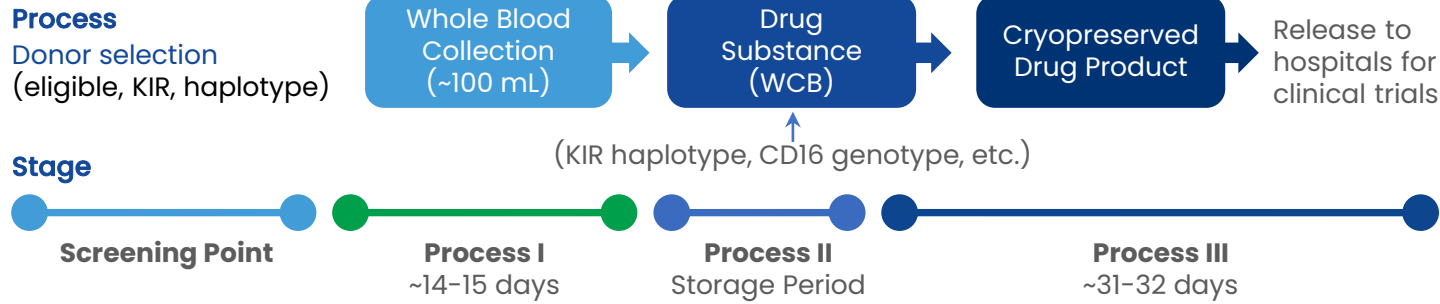 Process
Donor selection
(eligible, KIR, haplotype)
Whole Blood
Collection
(~100 mL)
Drug
Substance
(WCB)
Cryopreserved
Drug Product
Release to
hospitals for
clinical trials
(KIR haplotype, CD16 genotype, etc.)
Stage
Screening Point
Process I
~14-15 days
Process II
Storage Period
Process III
~31-32 days